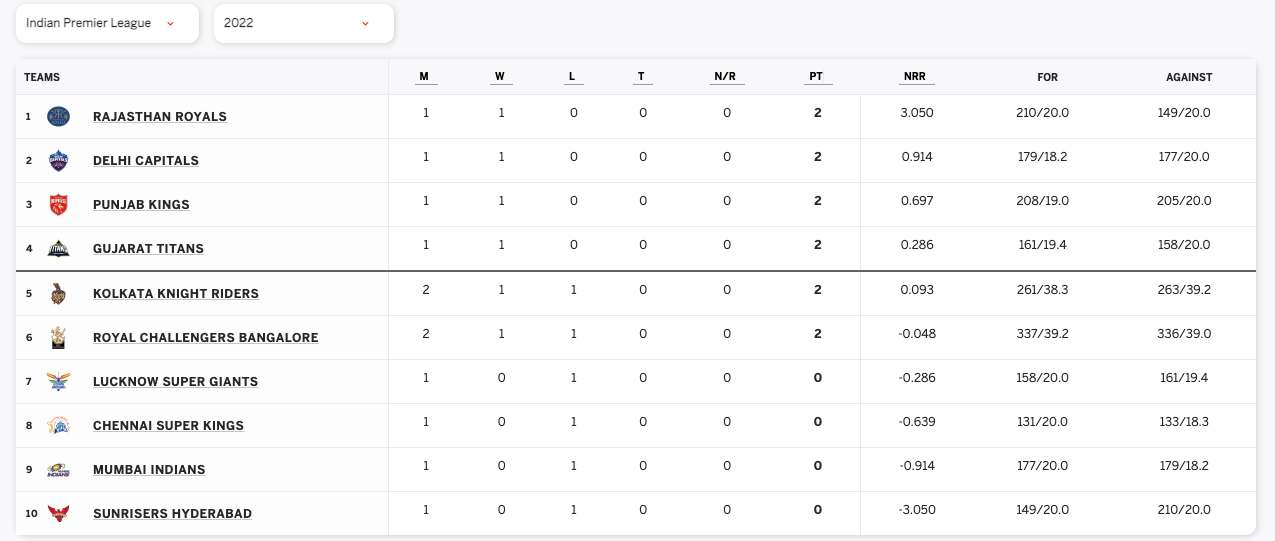 Indian Premier League 2022
TEAMS M W L T N/R PT NRR FOR AGAINST
1 RAJASTHAN ROYALS 1 1 0 0 0 2 3.050 210/20.0 149/20.0
2 DELHI CAPITALS 1 1 0 0 0 2 0.914 179/18.2 177/20.0
3 PUNJAB KINGS 1 1 0 0 0 2 0.697 208/19.0 205/20.0
4 GUJARAT TITANS 1 1 0 0 0 2 0.286 161/19.4 158/20.0
5 KOLKATA KNIGHT RIDERS 2 1 1 0 0 2 0.093 261/38.3 263/39.2
6 ROYAL CHALLENGERS BANGALORE 2 1 1 0 0 2 -0.048 337/39.2 336/39.0
7 LUCKNOW SUPER GIANTS 1 0 1 0 0 0 -0.286 158/20.0 161/19.4
8 CHENNAI SUPER KINGS 1 0 1 0 0 0 -0.639 131/20.0 133/18.3
9 MUMBAI INDIANS 1 0 1 0 0 0 -0.914 177/20.0 179/18.2
10 SUNRISERS HYDERABAD 1 0 1 0 0 0 -3.050 149/20.0 210/20.0